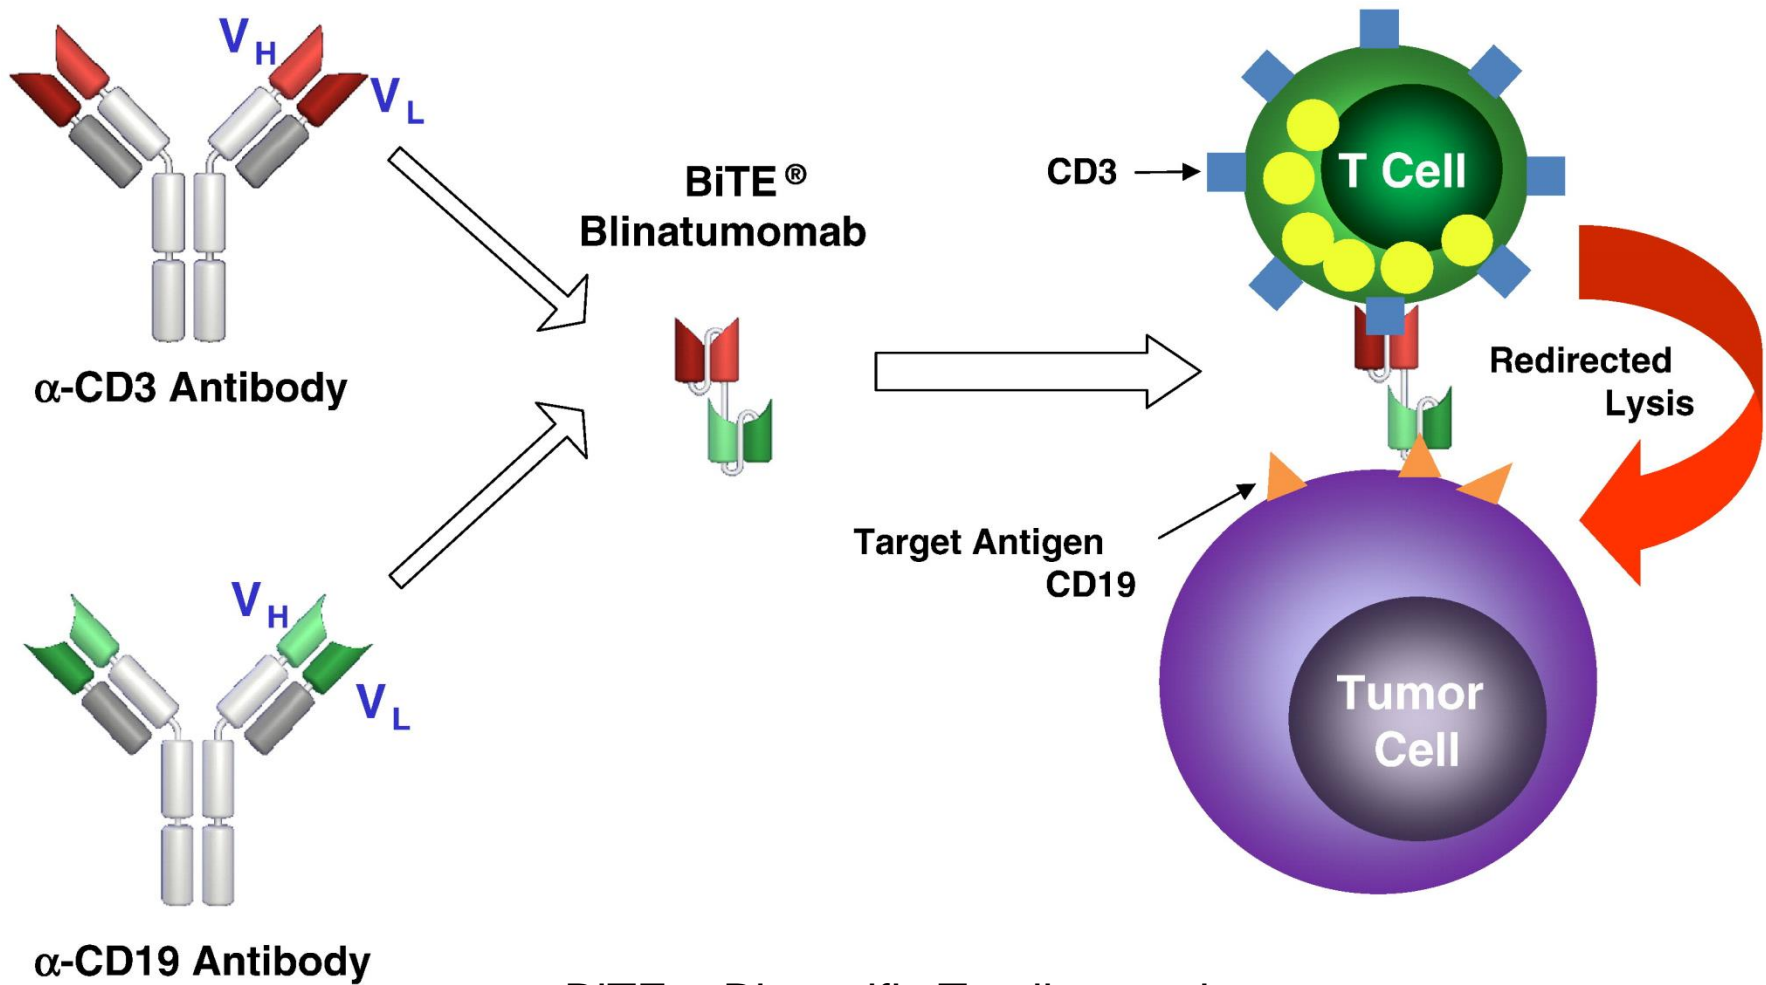 V H
V L
α-CD3 Antibody
BiTE ®
Blinatumomab
CD3
T Cell
Redirected
Lysis
Target Antigen
CD19
Tumor
Cell
V H
V L
α-CD19 Antibody